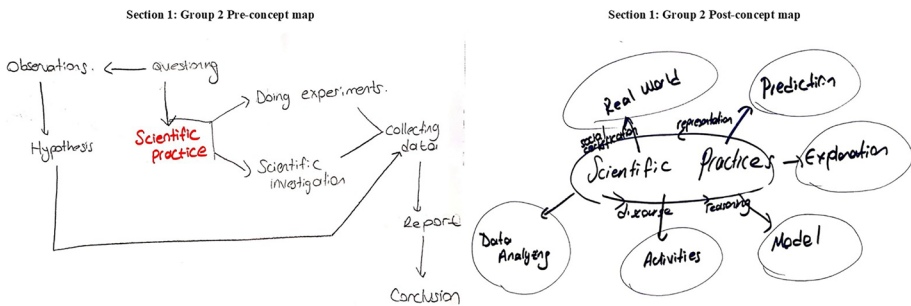 Section 1: Group 2 Pre-concept map
Observations. Questioning
Doing experiments.
Hypothesis
Scientific
practice
collecting
data
Scientific
investigation
Report
Conclusion
Section 1: Group 2 Post-concept map
Real World
Prediction
representation
social
Scientific Practices
Explanation
discourse
reasoning
Data
Analyzing
Activities
Model